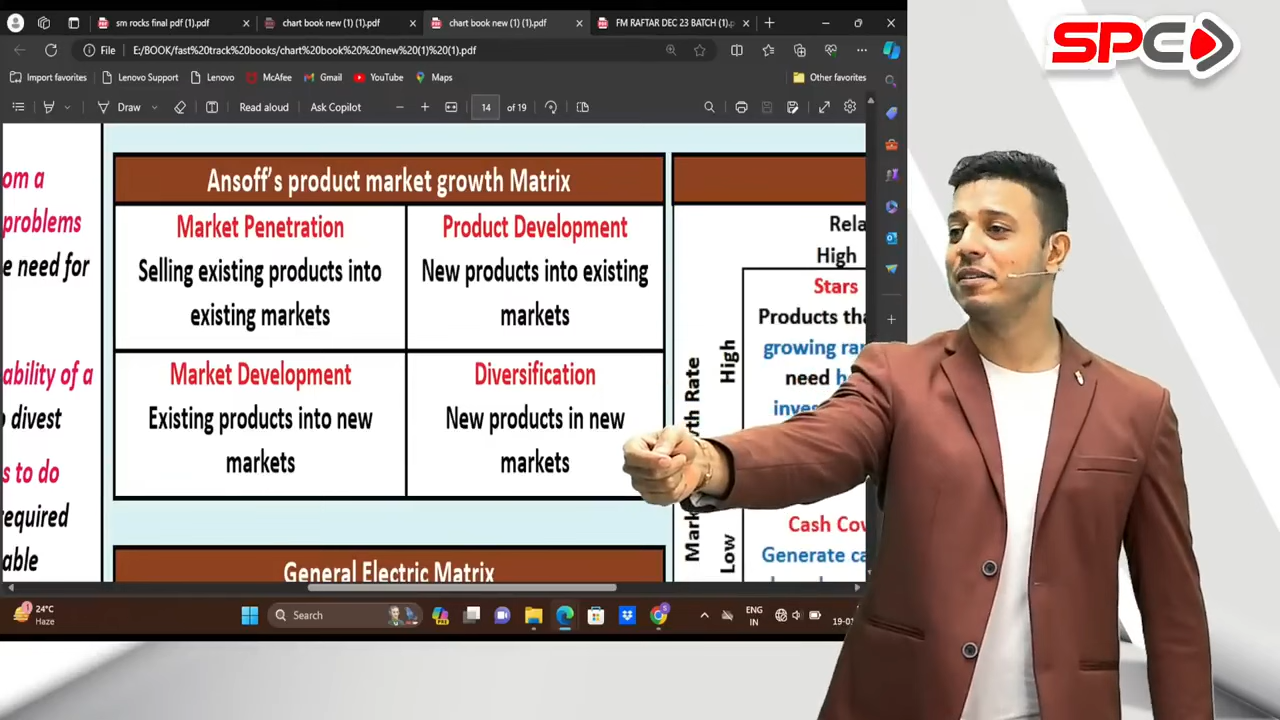 sm rocks final pdf (1).pdf
chart book new (1) (1).pdf
chart book new (1) (1).pdf
FM RAFTAR DEC 23 BATCH (1).
File
E:/BOOK/fast%20track%20books/chart%20book%20new%20(1)%20(1).pdf
Import favorites
Lenovo Support
Lenovo
McAfee
Gmail
YouTube
Maps
Other favorites
Draw
Read aloud
Ask Copilot
14
of 19
SPC
om a
problems
e need for
ability of a
divest
s to do
required
able
Ansoff's product market growth Matrix
Market Penetration
Selling existing products into
existing markets
Product Development
New products into existing
markets
Market Development
Existing products into new
markets
Diversification
New products in new
markets
General Electric Matrix
Rela
High
Stars
Products tha
growing ra
need
inves
High
Low
Cash Cow
Generate ca
24°C
Haze
Search
ENG
IN